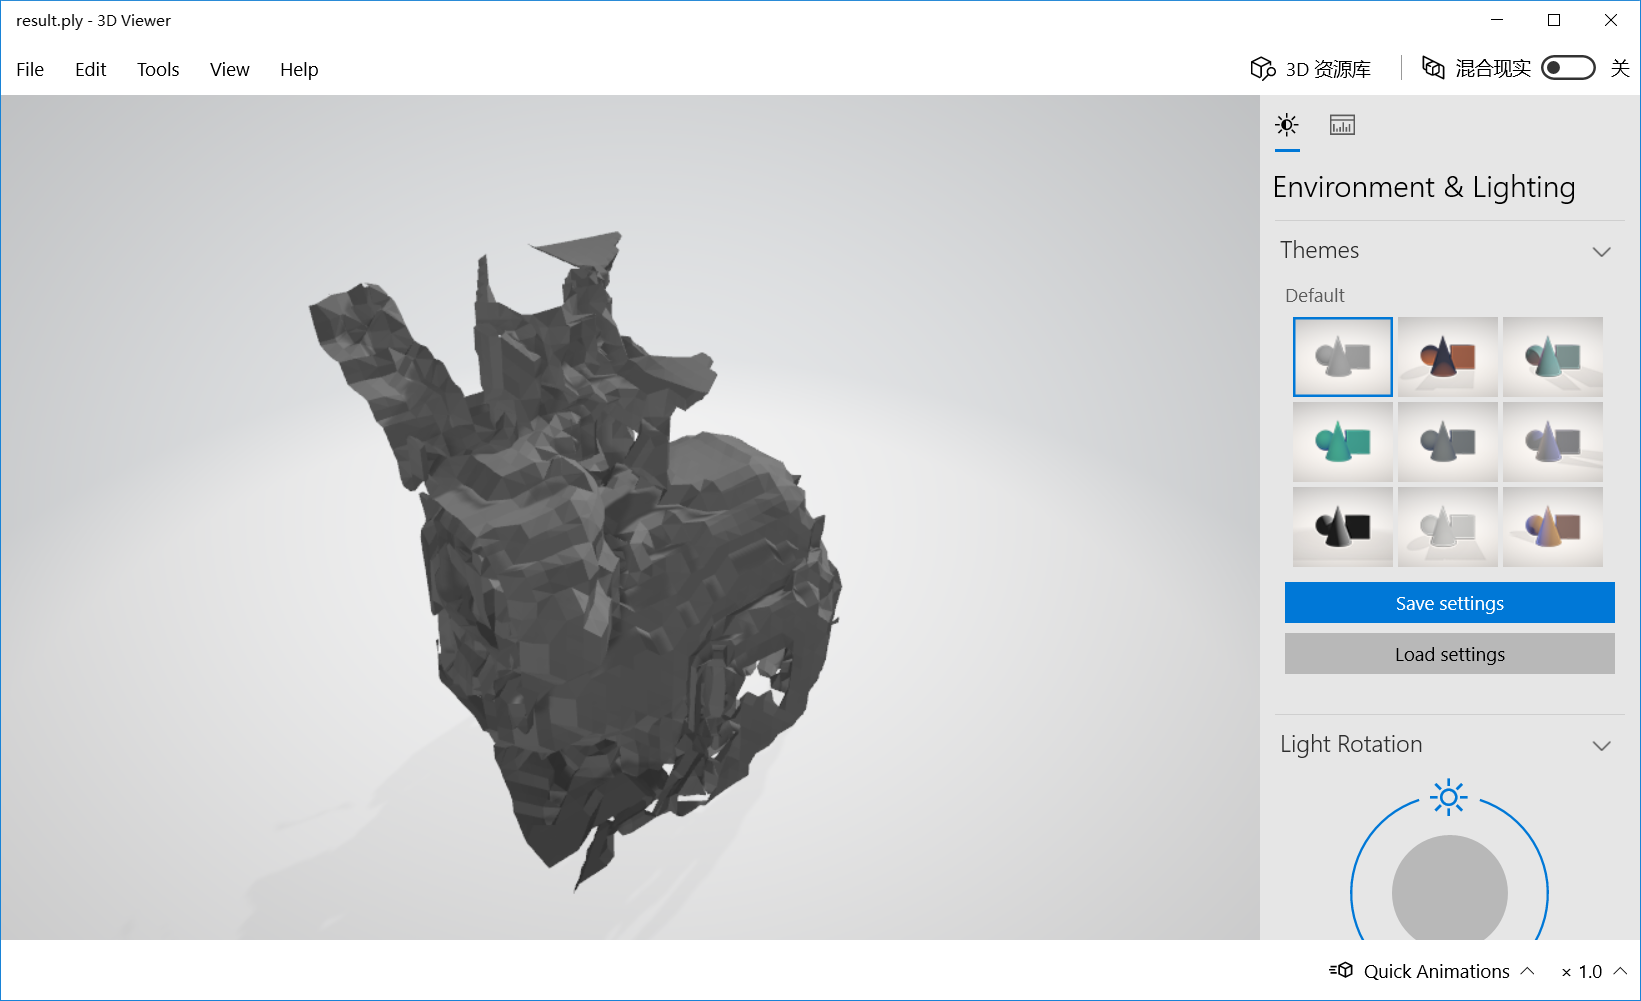 result.ply - 3D Viewer
File Edit Tools View Help
3D 资源库 混合现实 关
Environment & Lighting
Themes
Default
Save settings
Load settings
Light Rotation
Quick Animations × 1.0